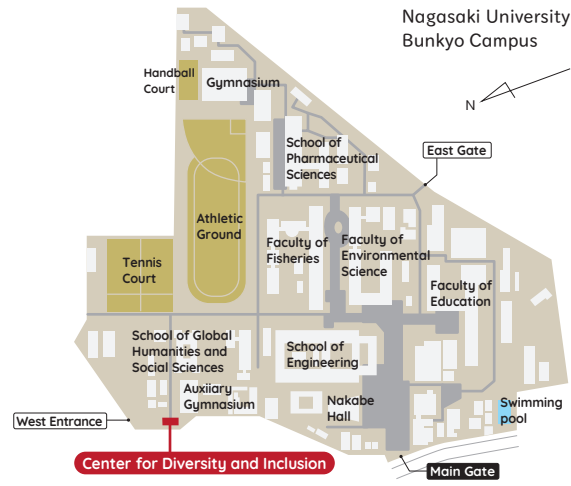 Nagasaki University
Bunkyo Campus
N
Handball
Court
Gymnasium
School of
Pharmaceutical
Sciences
East Gate
Athletic
Ground
Faculty of
Fisheries
Faculty of
Environmental
Science
Tennis
Court
Faculty of
Education
School of Global
Humanities and
Social Sciences
School of
Engineering
Auxiiary
Gymnasium
Nakabe
Hall
Swimming
pool
West Entrance
Center for Diversity and Inclusion
Main Gate